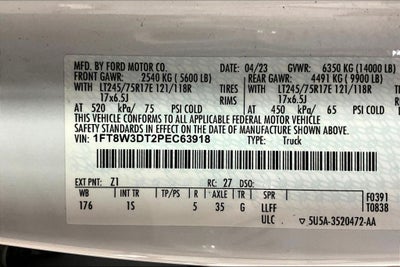 MFD. BY FORD MOTOR CO. 04/23 GVWR: 6350 KG (14000 LB)
FRONT GAWR: 2540 KG (5600 LB) REAR GAWR: 4491 KG (9900 LB)
WITH LT245/75R17E 121/118R TIRES WITH LT245/75R17E 121/118R
17x6.5J RIMS 17x6.5J
AT 520 kPa/ 75 PSI COLD AT 450 kPa/ 65 PSI COLD
THIS VEHICLE CONFORMS TO ALL APPLICABLE FEDERAL MOTOR VEHICLE
SAFETY STANDARDS IN EFFECT ON THE DATE OF MANUFACTURE SHOWN ABOVE.
VIN: 1FT8W3DT2PEC63918 TYPE: Truck
EXT PNT: Z1 RC: 27 DSO: F0391
WB INT TR TP/PS R AXLE TR SPR T0838
176 1S 5 35 G LLFF
ULC 5U5A-3520472-AA